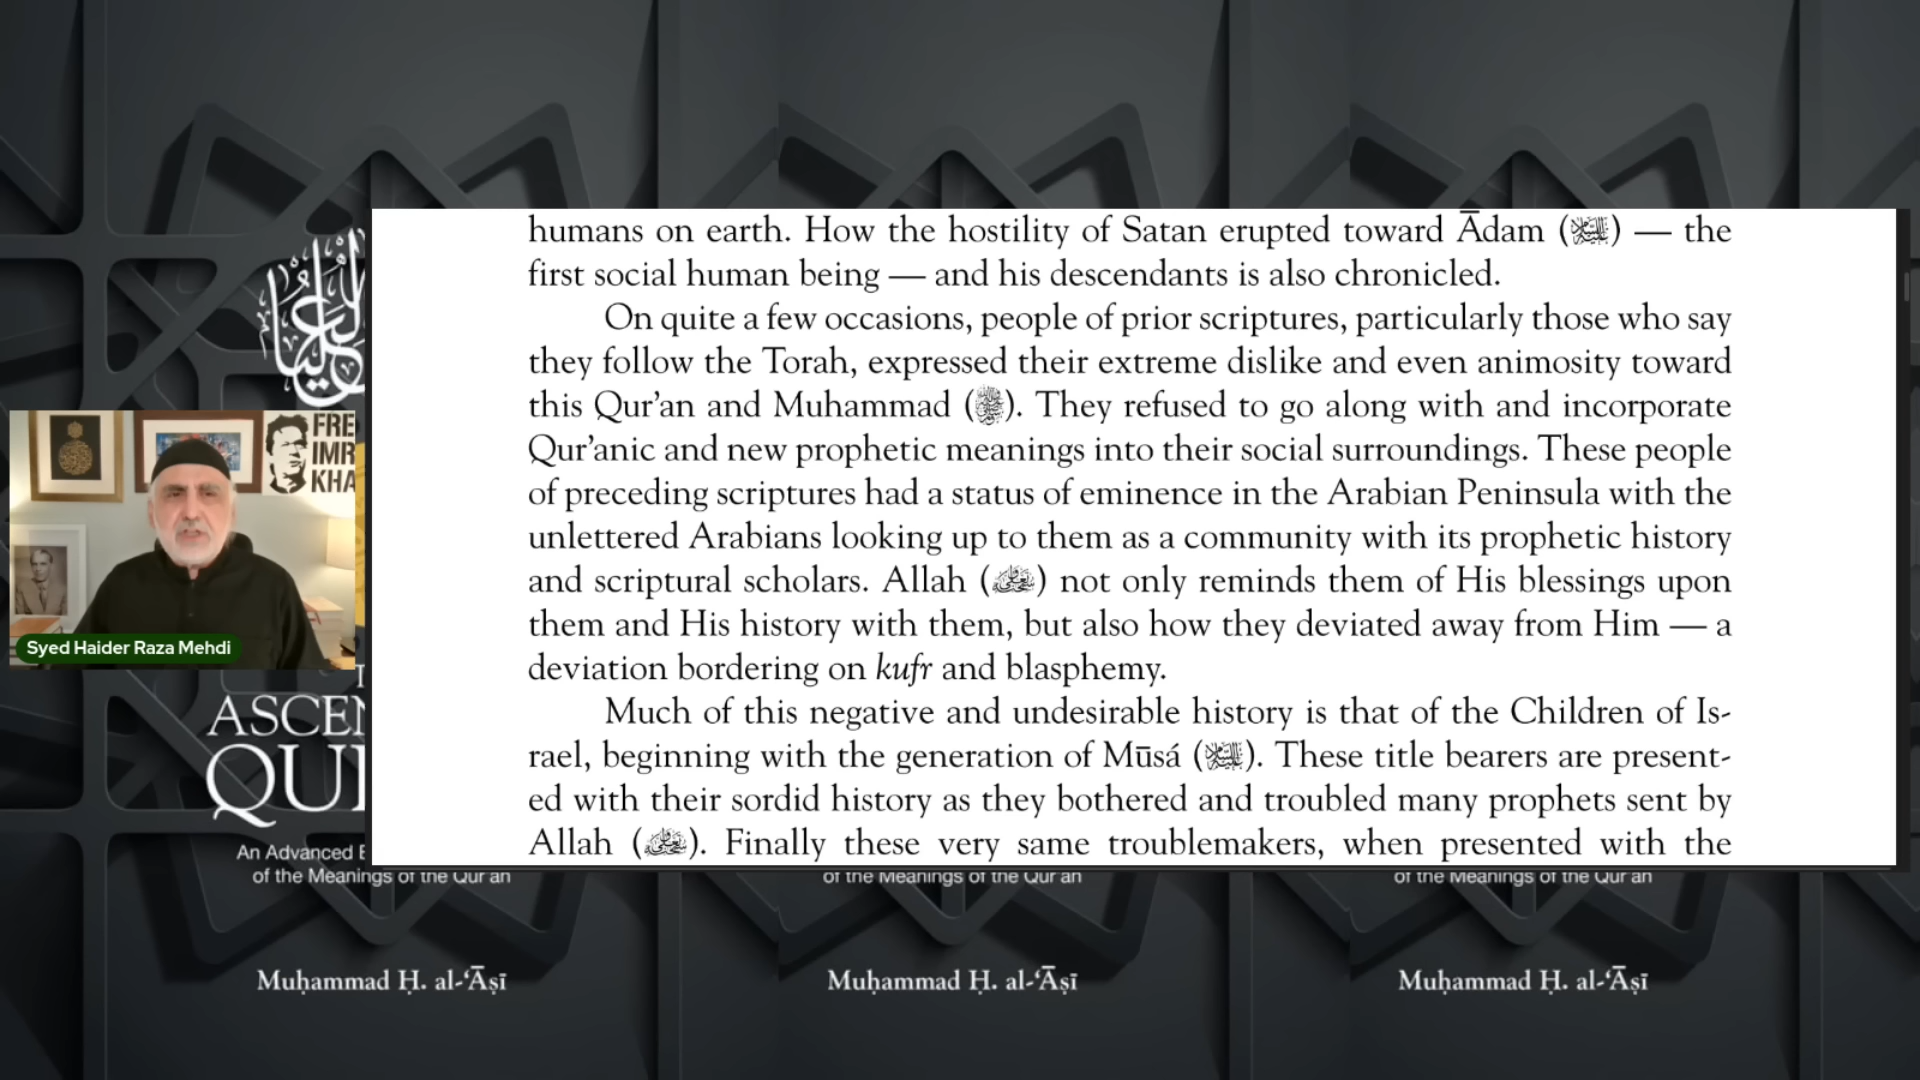 humans on earth. How the hostility of Satan erupted toward Ādam (عليه السلام) — the
first social human being — and his descendants is also chronicled.
On quite a few occasions, people of prior scriptures, particularly those who say
they follow the Torah, expressed their extreme dislike and even animosity toward
this Qur’an and Muhammad (ﷺ). They refused to go along with and incorporate
Qur’anic and new prophetic meanings into their social surroundings. These people
of preceding scriptures had a status of eminence in the Arabian Peninsula with the
unlettered Arabians looking up to them as a community with its prophetic history
and scriptural scholars. Allah (سبحانه وتعالى) not only reminds them of His blessings upon
them and His history with them, but also how they deviated away from Him — a
deviation bordering on kufr and blasphemy.
Much of this negative and undesirable history is that of the Children of Is-
rael, beginning with the generation of Mūsá (عليه السلام). These title bearers are present-
ed with their sordid history as they bothered and troubled many prophets sent by
Allah (سبحانه وتعالى). Finally these very same troublemakers, when presented with the
FRE
IMR
KHA
Syed Haider Raza Mehdi
ASCEN
QU
An Advanced E
of the Meanings of the Qur'an
of the Meanings of the Qur'an
of the Meanings of the Qur'an
Muḥammad Ḥ. al-‘Āṣī
Muḥammad Ḥ. al-‘Āṣī
Muḥammad Ḥ. al-‘Āṣī